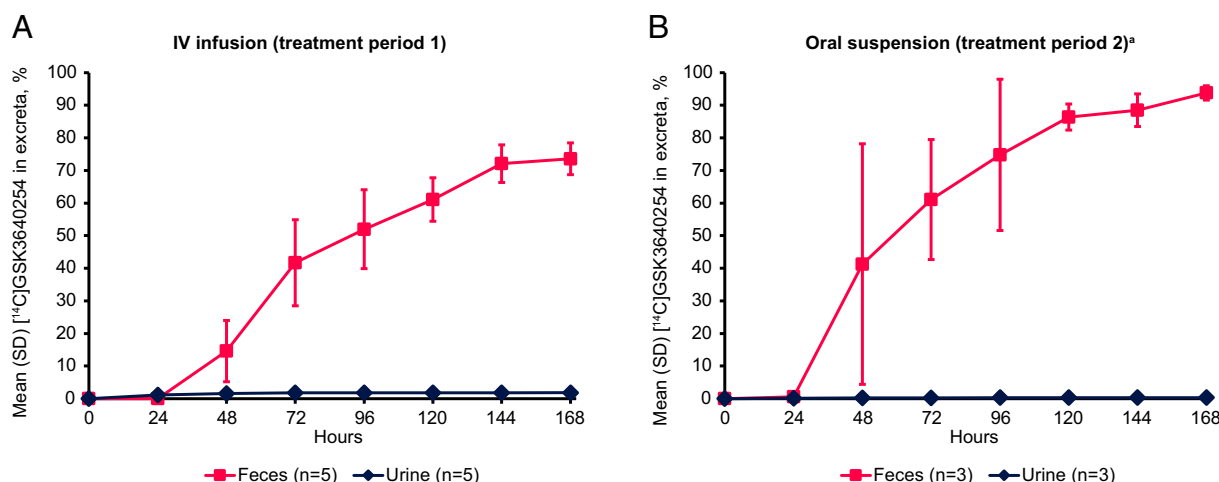 A
IV infusion (treatment period 1)
Mean (SD) [¹⁴C]GSK3640254 in excreta, %
100
90
80
70
60
50
40
30
20
10
0
0 24 48 72 96 120 144 168
Hours
Feces (n=5) Urine (n=5)
B
Oral suspension (treatment period 2)ᵃ
Mean (SD) [¹⁴C]GSK3640254 in excreta, %
100
90
80
70
60
50
40
30
20
10
0
0 24 48 72 96 120 144 168
Hours
Feces (n=3) Urine (n=3)